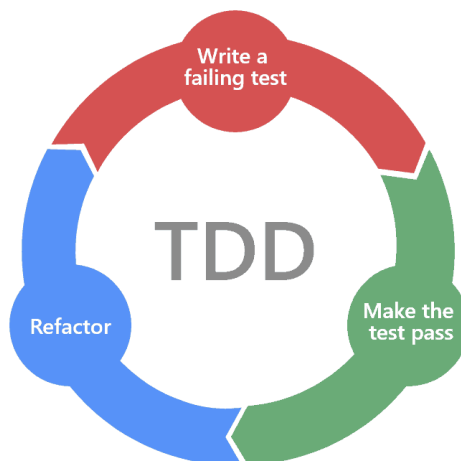 Write a
failing test
TDD
Make the
test pass
Refactor